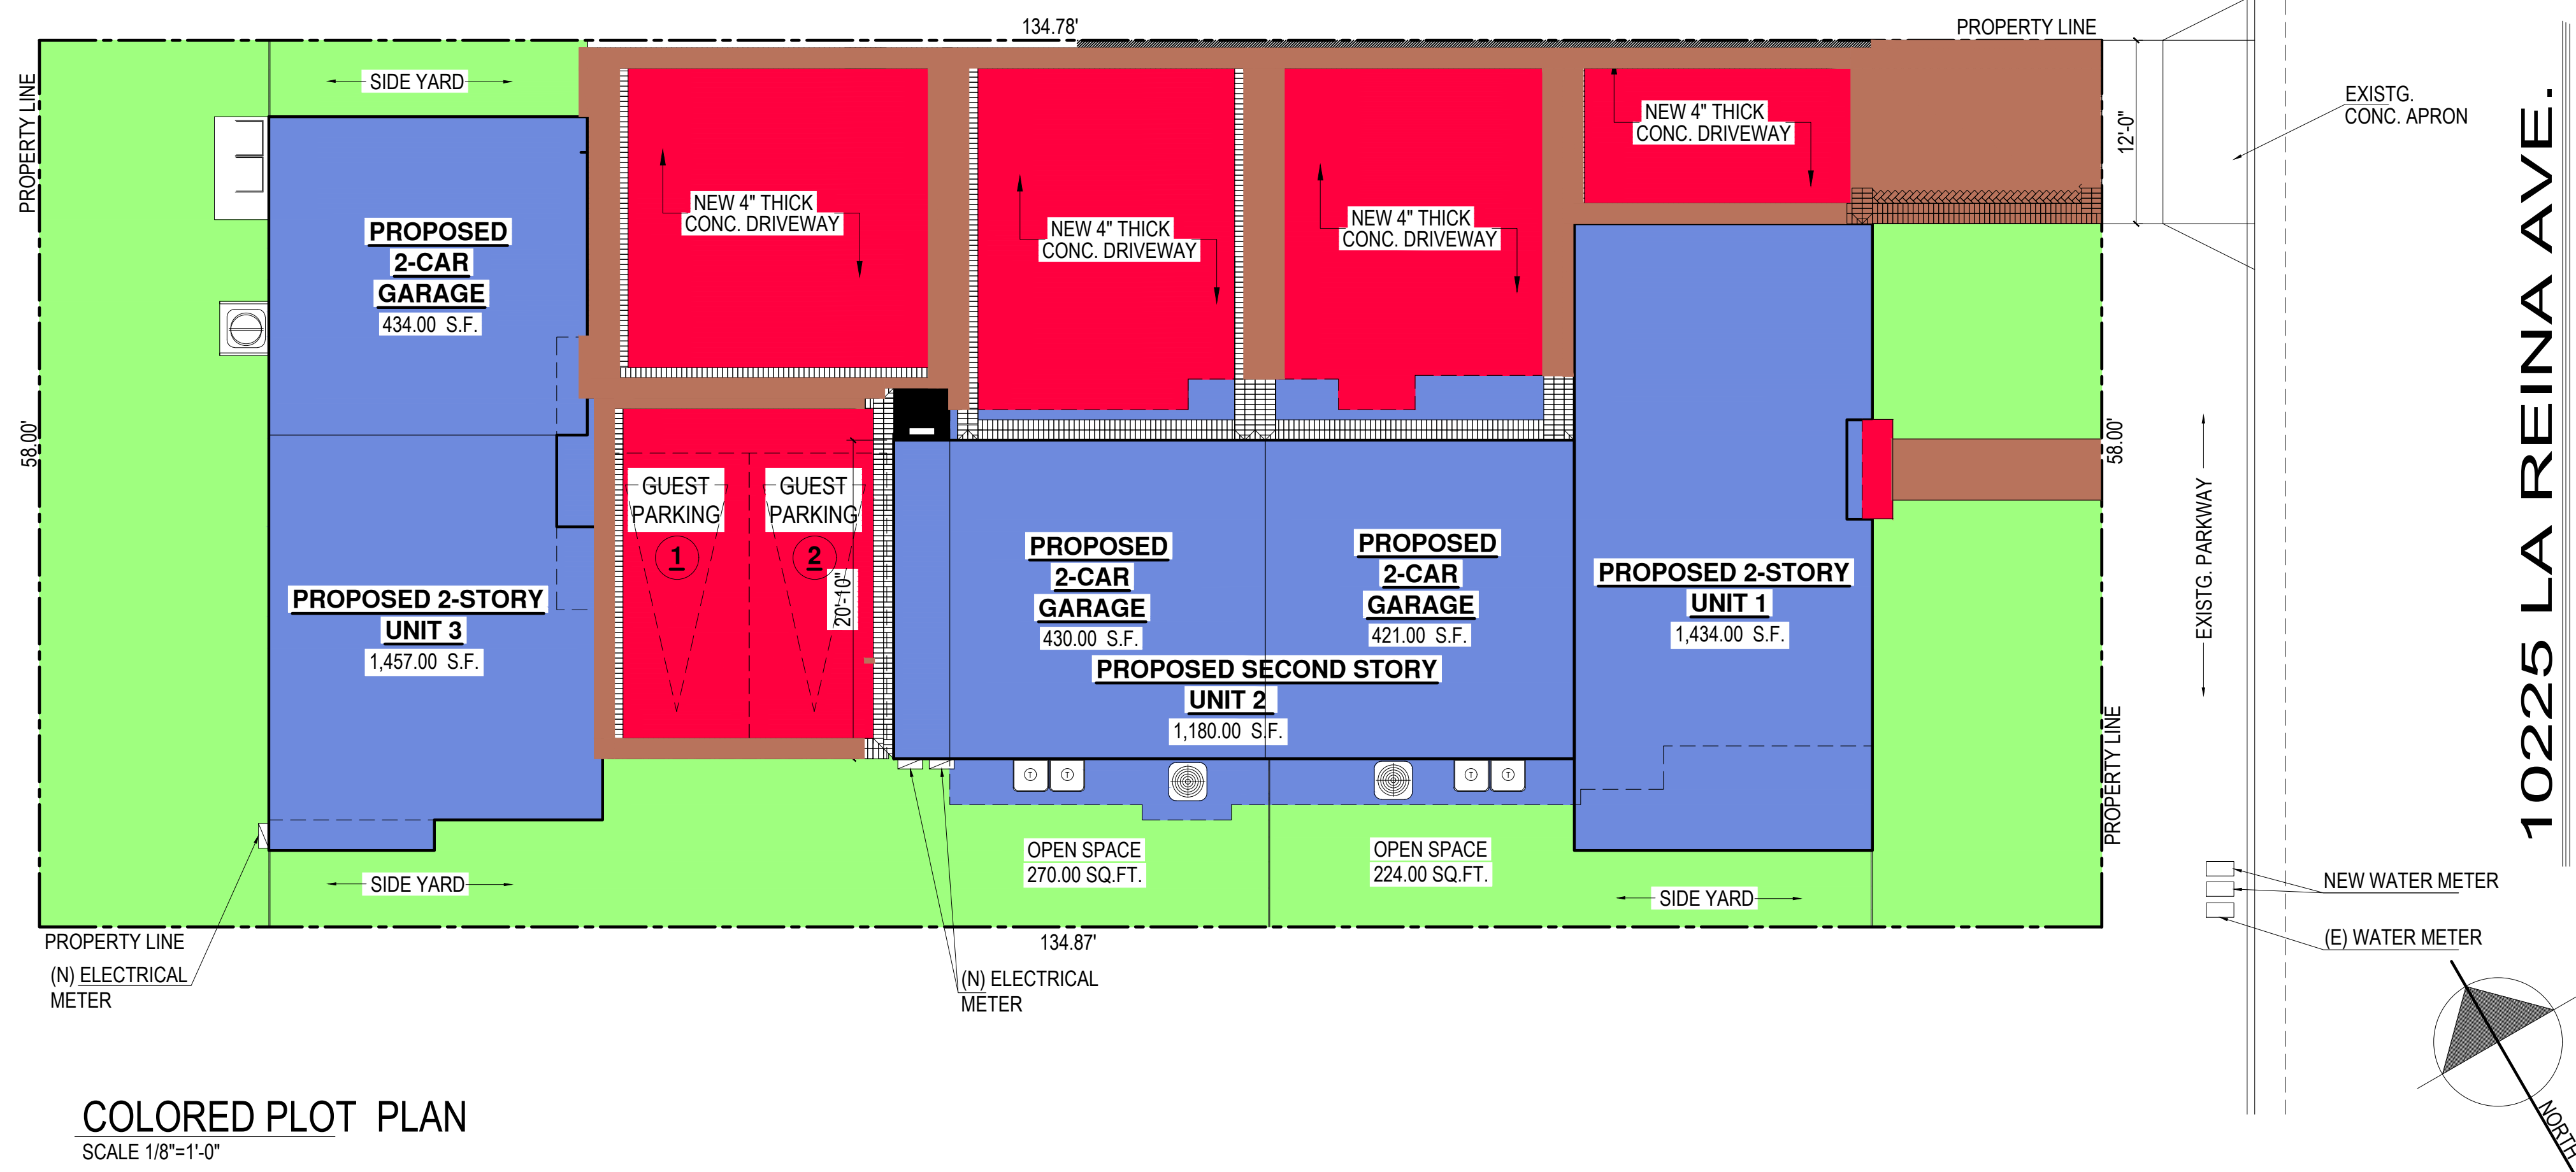 134.78'
PROPERTY LINE
SIDE YARD
PROPERTY LINE
EXISTG.
CONC. APRON
12'-0"
NEW 4" THICK
CONC. DRIVEWAY
NEW 4" THICK
CONC. DRIVEWAY
NEW 4" THICK
CONC. DRIVEWAY
NEW 4" THICK
CONC. DRIVEWAY
PROPOSED
2-CAR
GARAGE
434.00 S.F.
58.00'
58.00'
10225 LA REINA AVE.
EXISTG. PARKWAY
GUEST
PARKING
1
GUEST
PARKING
2
20'-10"
PROPOSED
2-CAR
GARAGE
430.00 S.F.
PROPOSED
2-CAR
GARAGE
421.00 S.F.
PROPOSED SECOND STORY
UNIT 2
1,180.00 S.F.
PROPOSED 2-STORY
UNIT 1
1,434.00 S.F.
PROPOSED 2-STORY
UNIT 3
1,457.00 S.F.
T
T
T
T
PROPERTY LINE
OPEN SPACE
270.00 SQ.FT.
OPEN SPACE
224.00 SQ.FT.
SIDE YARD
SIDE YARD
NEW WATER METER
(E) WATER METER
PROPERTY LINE
134.87'
(N) ELECTRICAL
METER
(N) ELECTRICAL
METER
NORTH
COLORED PLOT PLAN
SCALE 1/8"=1'-0"